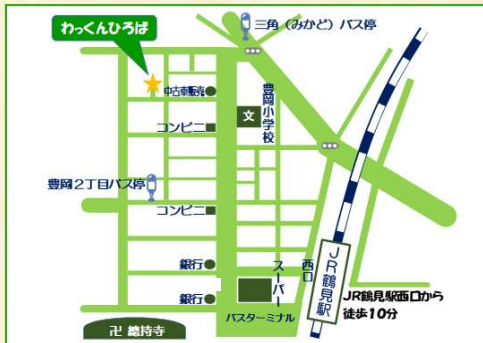 わっくんひろば
三角（みかど）バス停
中古車販売
文
豊岡小学校
コンビニ
豊岡２丁目バス停
コンビニ
銀行
スーパー
西口
JR鶴見駅
銀行
JR鶴見駅西口から
徒歩10分
バスターミナル
卍 總持寺